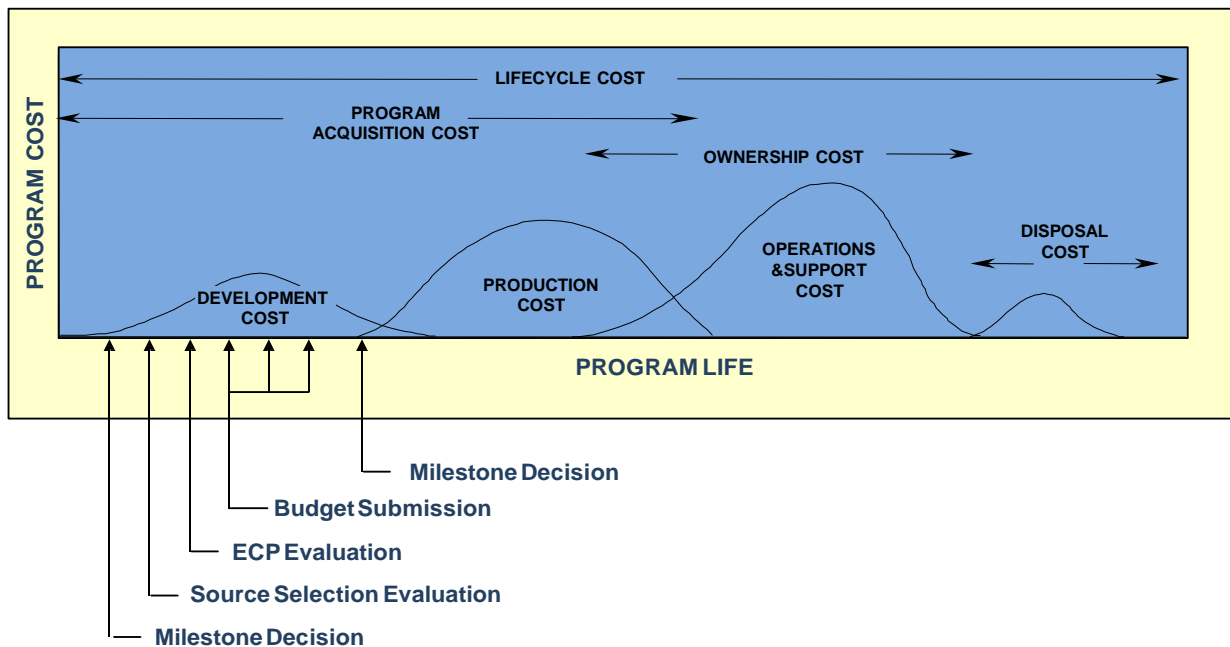 LIFECYCLE COST
PROGRAM
ACQUISITION COST
OWNERSHIP COST
DISPOSAL
COST
OPERATIONS
&SUPPORT
COST
PRODUCTION
COST
DEVELOPMENT
COST
PROGRAM COST
PROGRAM LIFE
Milestone Decision
Budget Submission
ECP Evaluation
Source Selection Evaluation
Milestone Decision